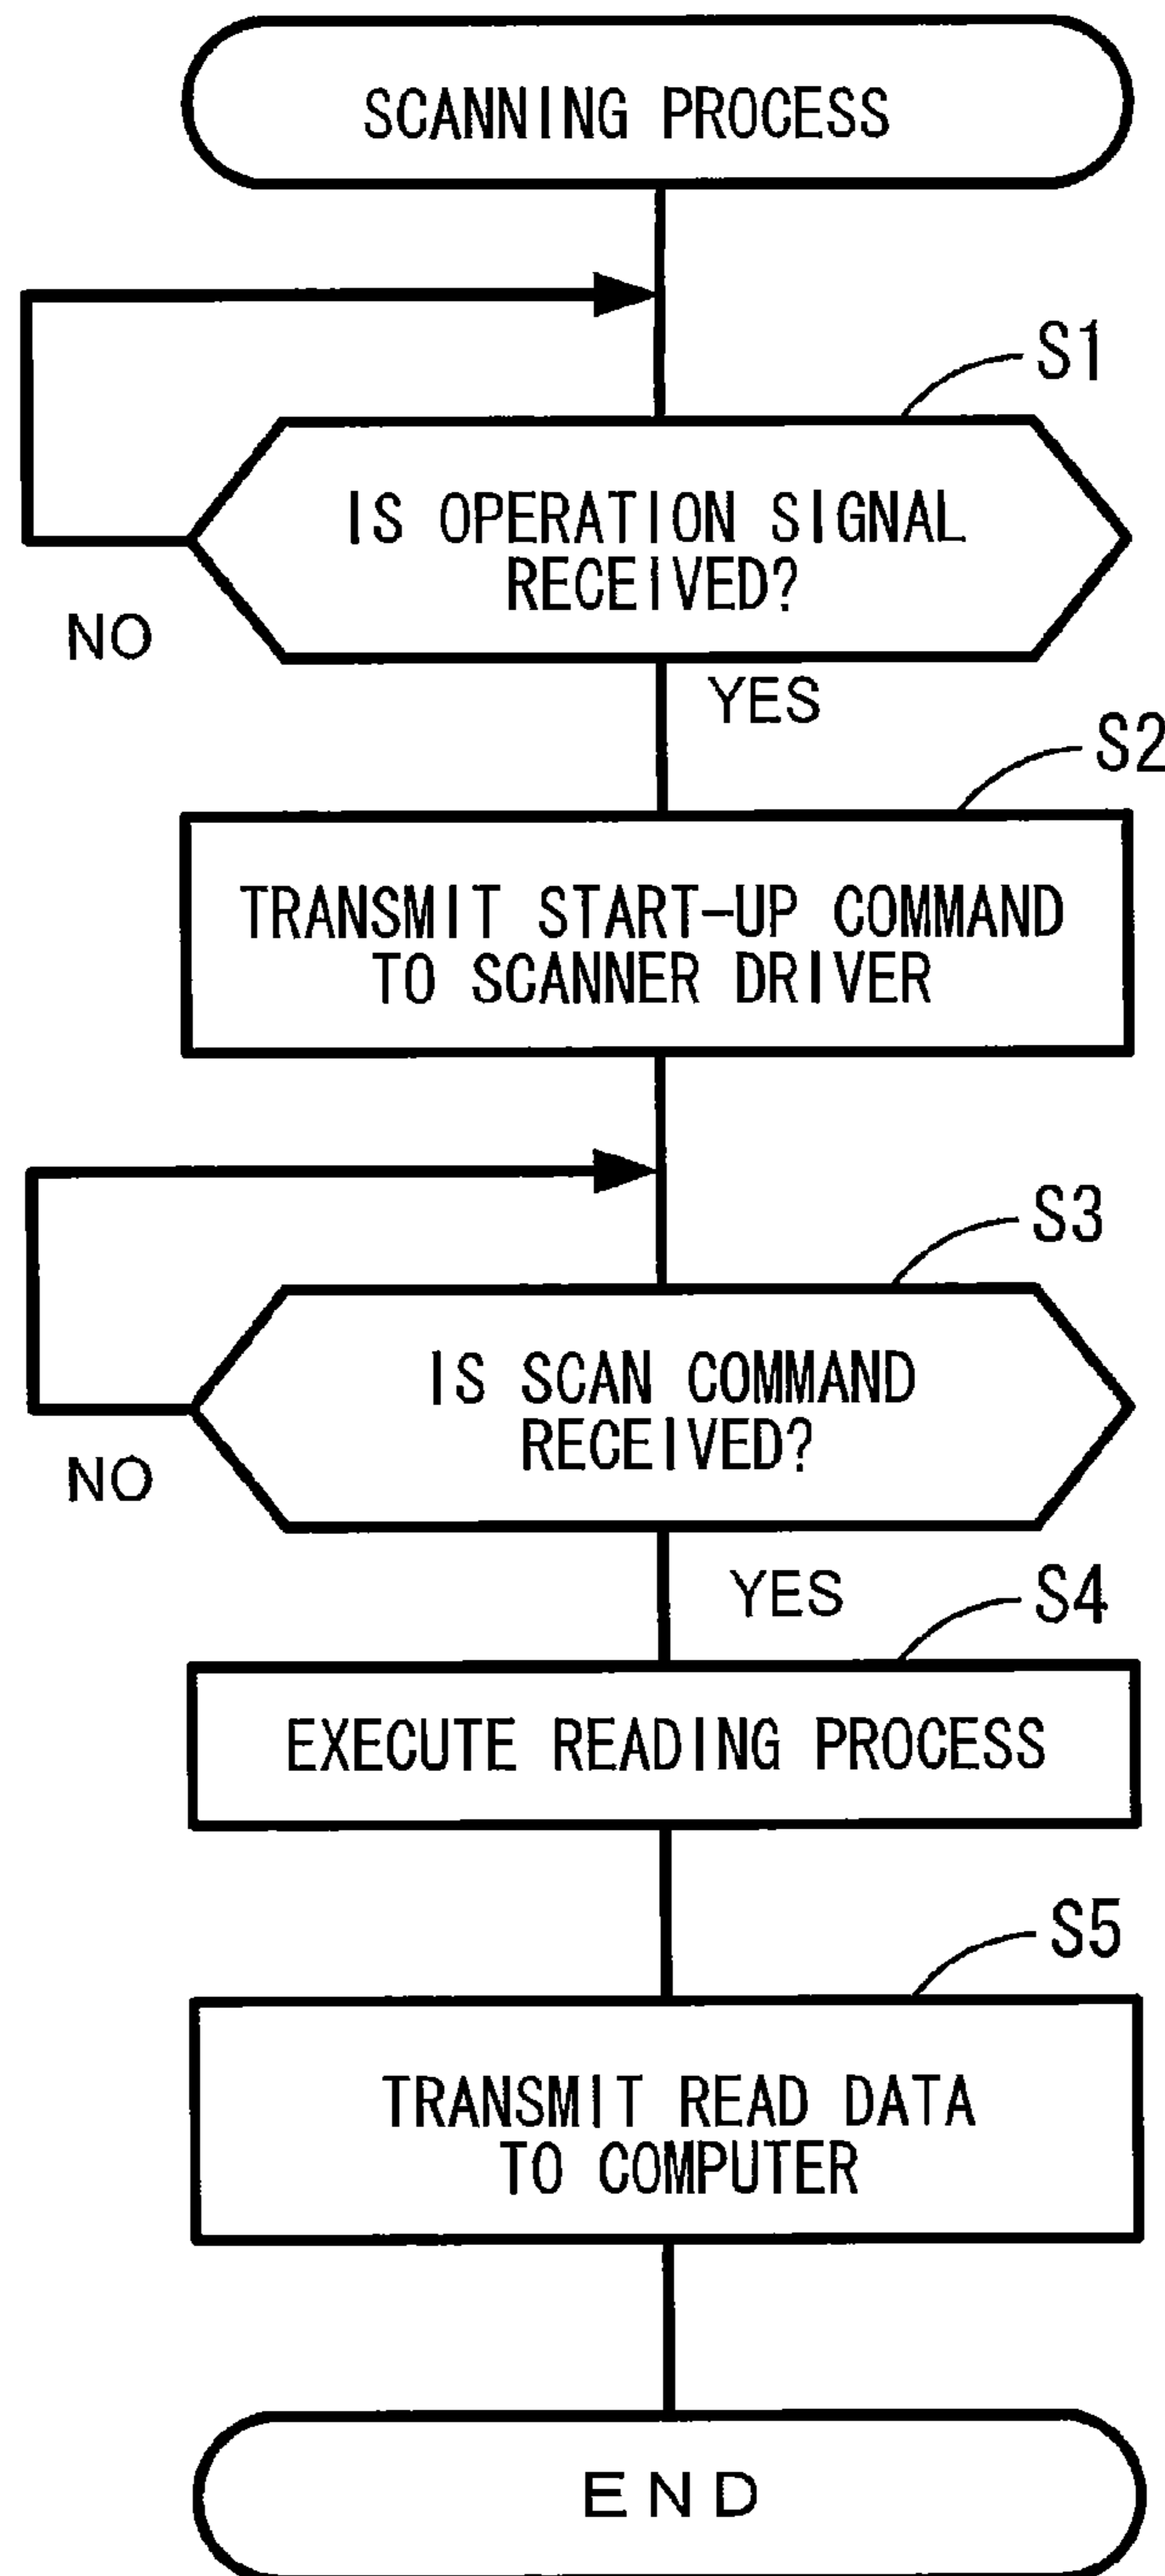 SCANNING PROCESS
S1
IS OPERATION SIGNAL
RECEIVED?
NO
YES
S2
TRANSMIT START-UP COMMAND
TO SCANNER DRIVER
S3
IS SCAN COMMAND
RECEIVED?
NO
YES
S4
EXECUTE READING PROCESS
S5
TRANSMIT READ DATA
TO COMPUTER
END